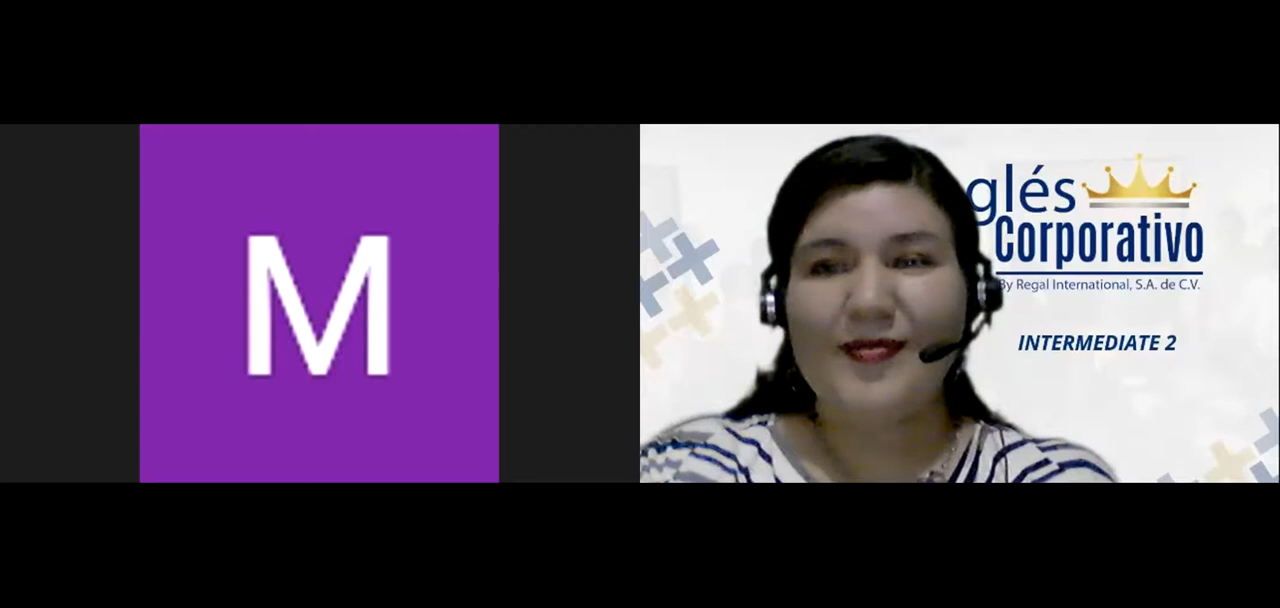 M
glés
Corporativo
By Regal International, S.A. de C.V.
INTERMEDIATE 2